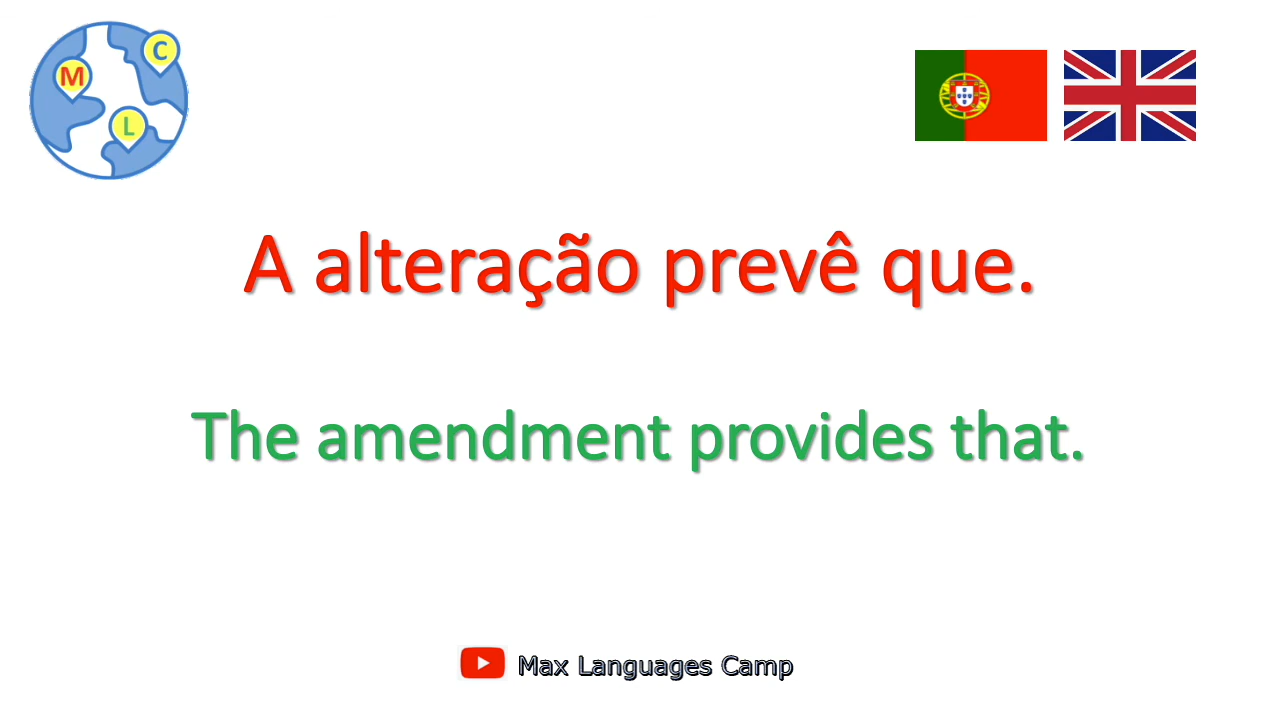 M
C
L
A alteração prevê que.
The amendment provides that.
Max Languages Camp